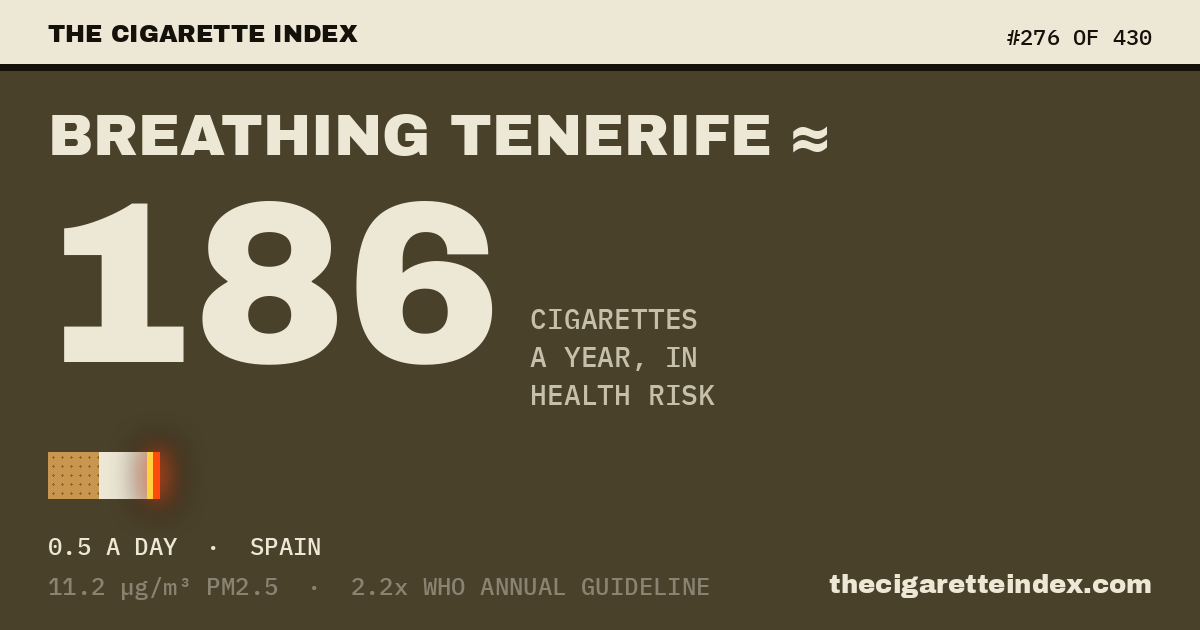 THE CIGARETTE INDEX
#276 OF 430
BREATHING TENERIFE ≈
186
CIGARETTES
A YEAR, IN
HEALTH RISK
0.5 A DAY · SPAIN
11.2 µg/m³ PM2.5 · 2.2x WHO ANNUAL GUIDELINE
thecigaretteindex.com